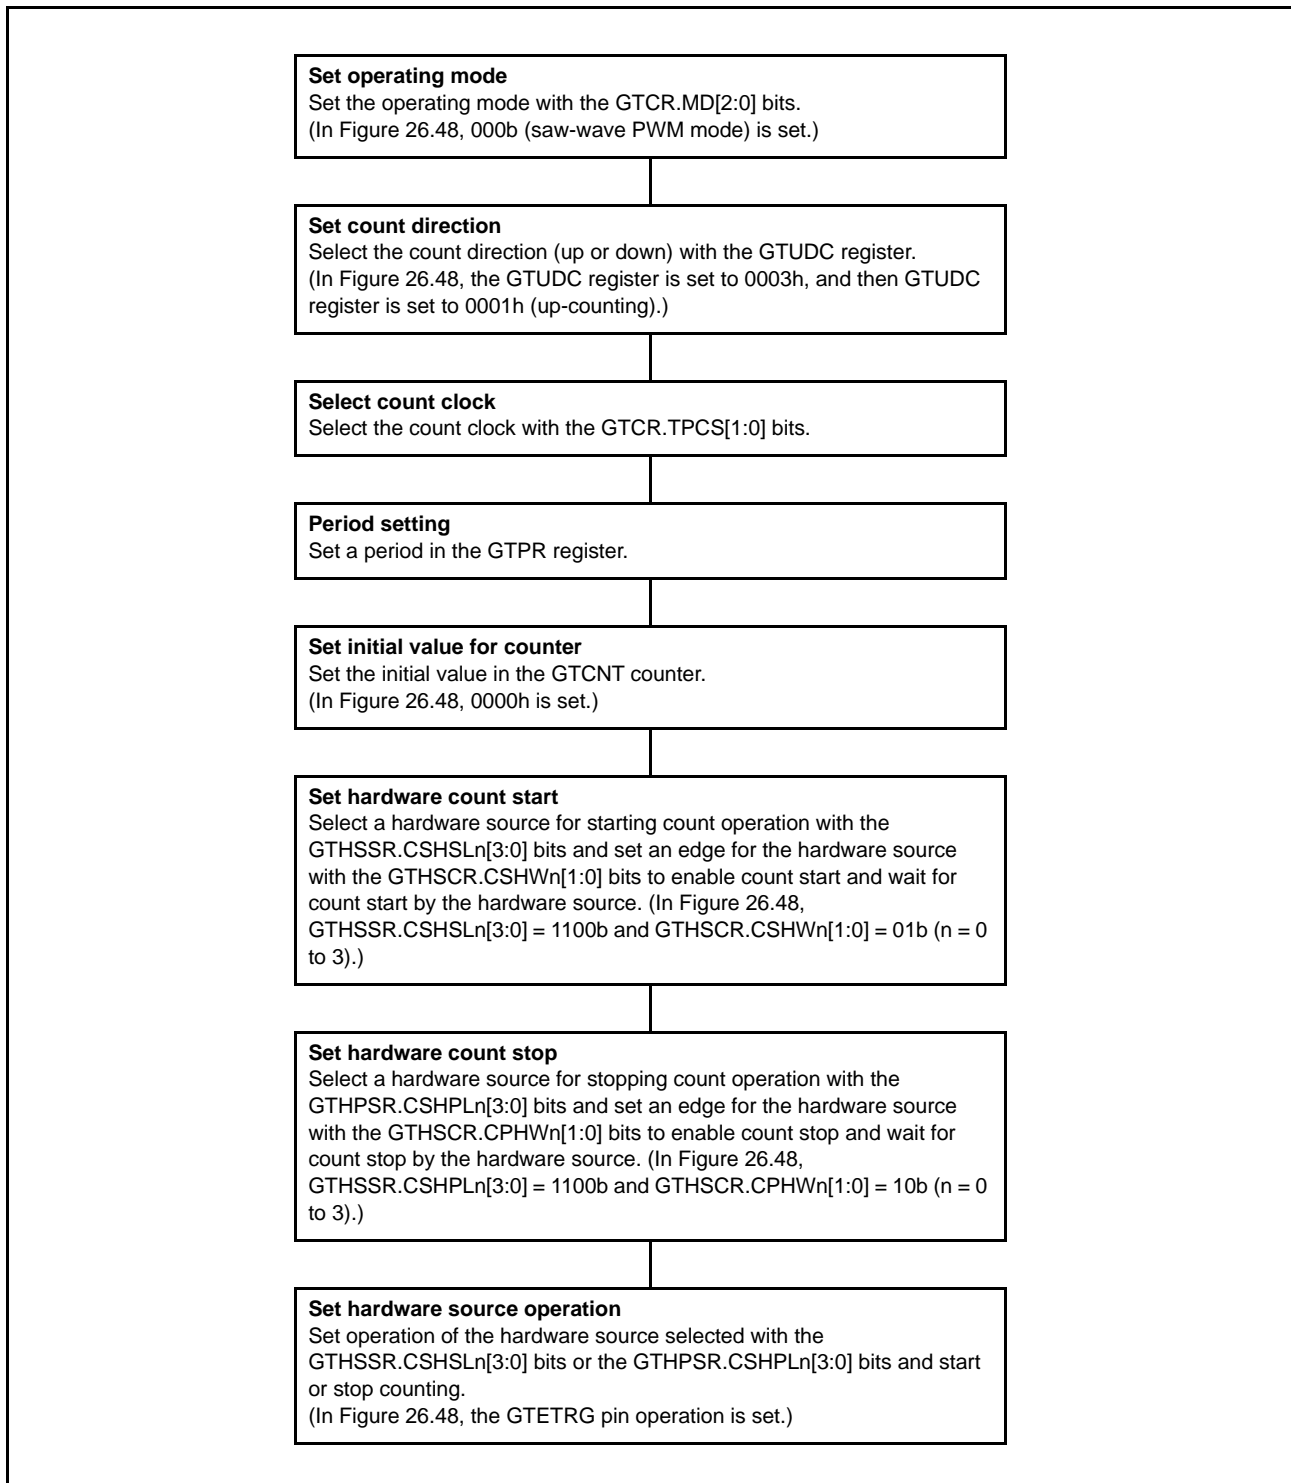 Set operating mode
Set the operating mode with the GTCR.MD[2:0] bits.
(In Figure 26.48, 000b (saw-wave PWM mode) is set.)
Set count direction
Select the count direction (up or down) with the GTUDC register.
(In Figure 26.48, the GTUDC register is set to 0003h, and then GTUDC
register is set to 0001h (up-counting).)
Select count clock
Select the count clock with the GTCR.TPCS[1:0] bits.
Period setting
Set a period in the GTPR register.
Set initial value for counter
Set the initial value in the GTCNT counter.
(In Figure 26.48, 0000h is set.)
Set hardware count start
Select a hardware source for starting count operation with the
GTHSSR.CSHSLn[3:0] bits and set an edge for the hardware source
with the GTHSCR.CSHWn[1:0] bits to enable count start and wait for
count start by the hardware source. (In Figure 26.48,
GTHSSR.CSHSLn[3:0] = 1100b and GTHSCR.CSHWn[1:0] = 01b (n = 0
to 3).)
Set hardware count stop
Select a hardware source for stopping count operation with the
GTHPSR.CSHPLn[3:0] bits and set an edge for the hardware source
with the GTHSCR.CPHWn[1:0] bits to enable count stop and wait for
count stop by the hardware source. (In Figure 26.48,
GTHSSR.CSHPLn[3:0] = 1100b and GTHSCR.CPHWn[1:0] = 10b (n = 0
to 3).)
Set hardware source operation
Set operation of the hardware source selected with the
GTHSSR.CSHSLn[3:0] bits or the GTHPSR.CSHPLn[3:0] bits and start
or stop counting.
(In Figure 26.48, the GTETRG pin operation is set.)